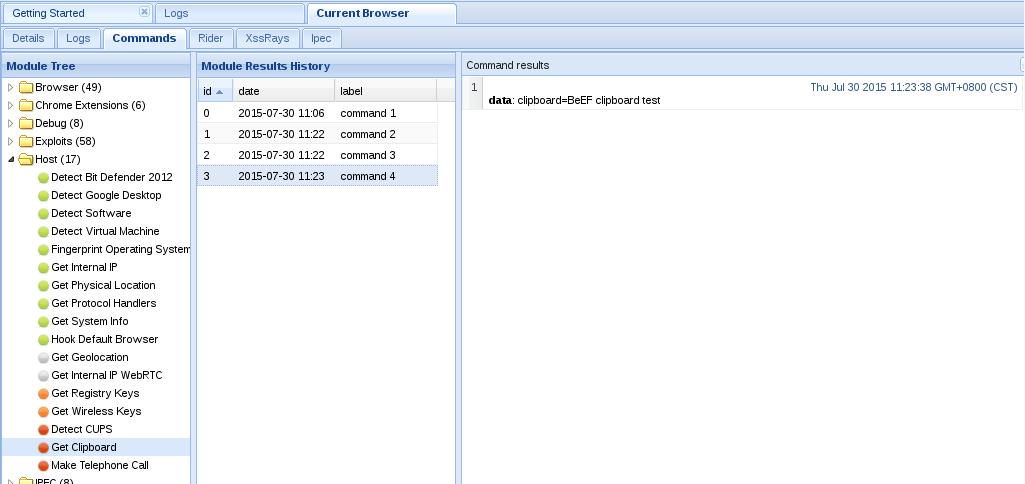 Getting Started
Logs
Current Browser
Details
Logs
Commands
Rider
XssRays
Ipec
Module Tree
Browser (49)
Chrome Extensions (6)
Debug (8)
Exploits (58)
Host (17)
Detect Bit Defender 2012
Detect Google Desktop
Detect Software
Detect Virtual Machine
Fingerprint Operating System
Get Internal IP
Get Physical Location
Get Protocol Handlers
Get System Info
Hook Default Browser
Get Geolocation
Get Internal IP WebRTC
Get Registry Keys
Get Wireless Keys
Detect CUPS
Get Clipboard
Make Telephone Call
IPEC (8)
Module Results History
id date label
0 2015-07-30 11:06 command 1
1 2015-07-30 11:22 command 2
2 2015-07-30 11:22 command 3
3 2015-07-30 11:23 command 4
Command results
1 Thu Jul 30 2015 11:23:38 GMT+0800 (CST)
data: clipboard=BeEF clipboard test